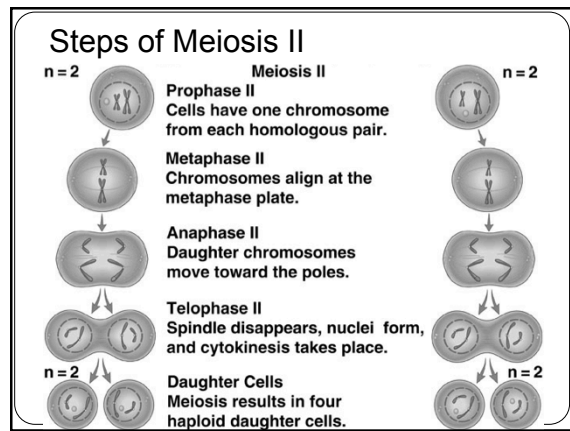 Steps of Meiosis II
n = 2
Meiosis II
n = 2
Prophase II
Cells have one chromosome
from each homologous pair.
Metaphase II
Chromosomes align at the
metaphase plate.
Anaphase II
Daughter chromosomes
move toward the poles.
Telophase II
Spindle disappears, nuclei form,
and cytokinesis takes place.
n = 2
n = 2
Daughter Cells
Meiosis results in four
haploid daughter cells.